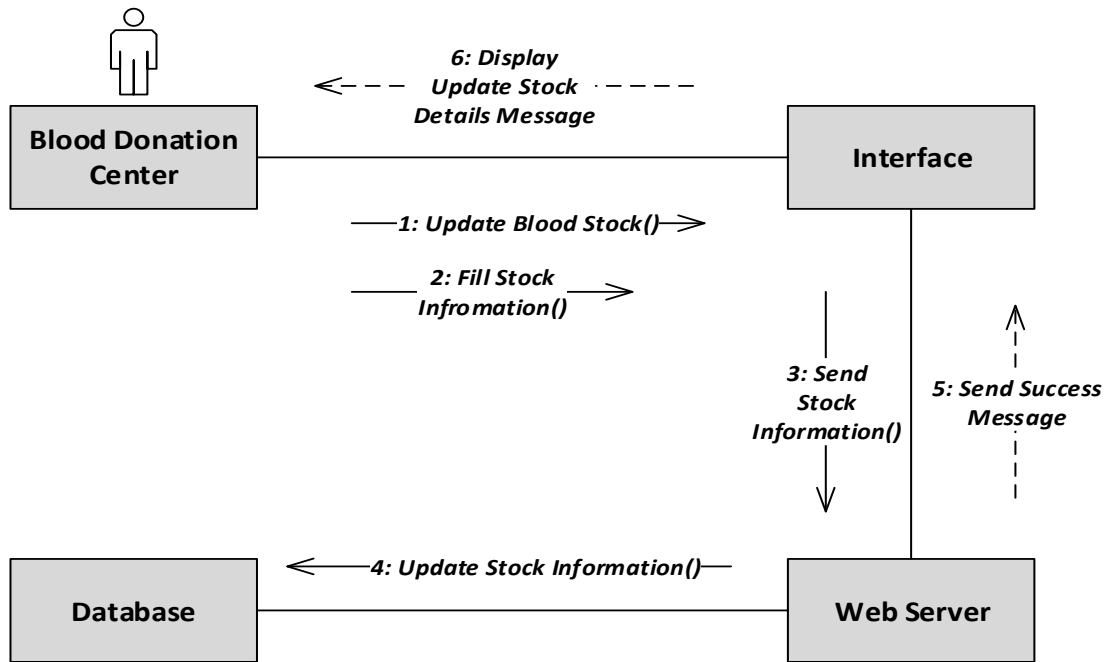 6: Display
Update Stock
Details Message
Blood Donation
Center
Interface
1: Update Blood Stock()
2: Fill Stock
Infromation()
3: Send
Stock
Information()
5: Send Success
Message
4: Update Stock Information()
Database
Web Server